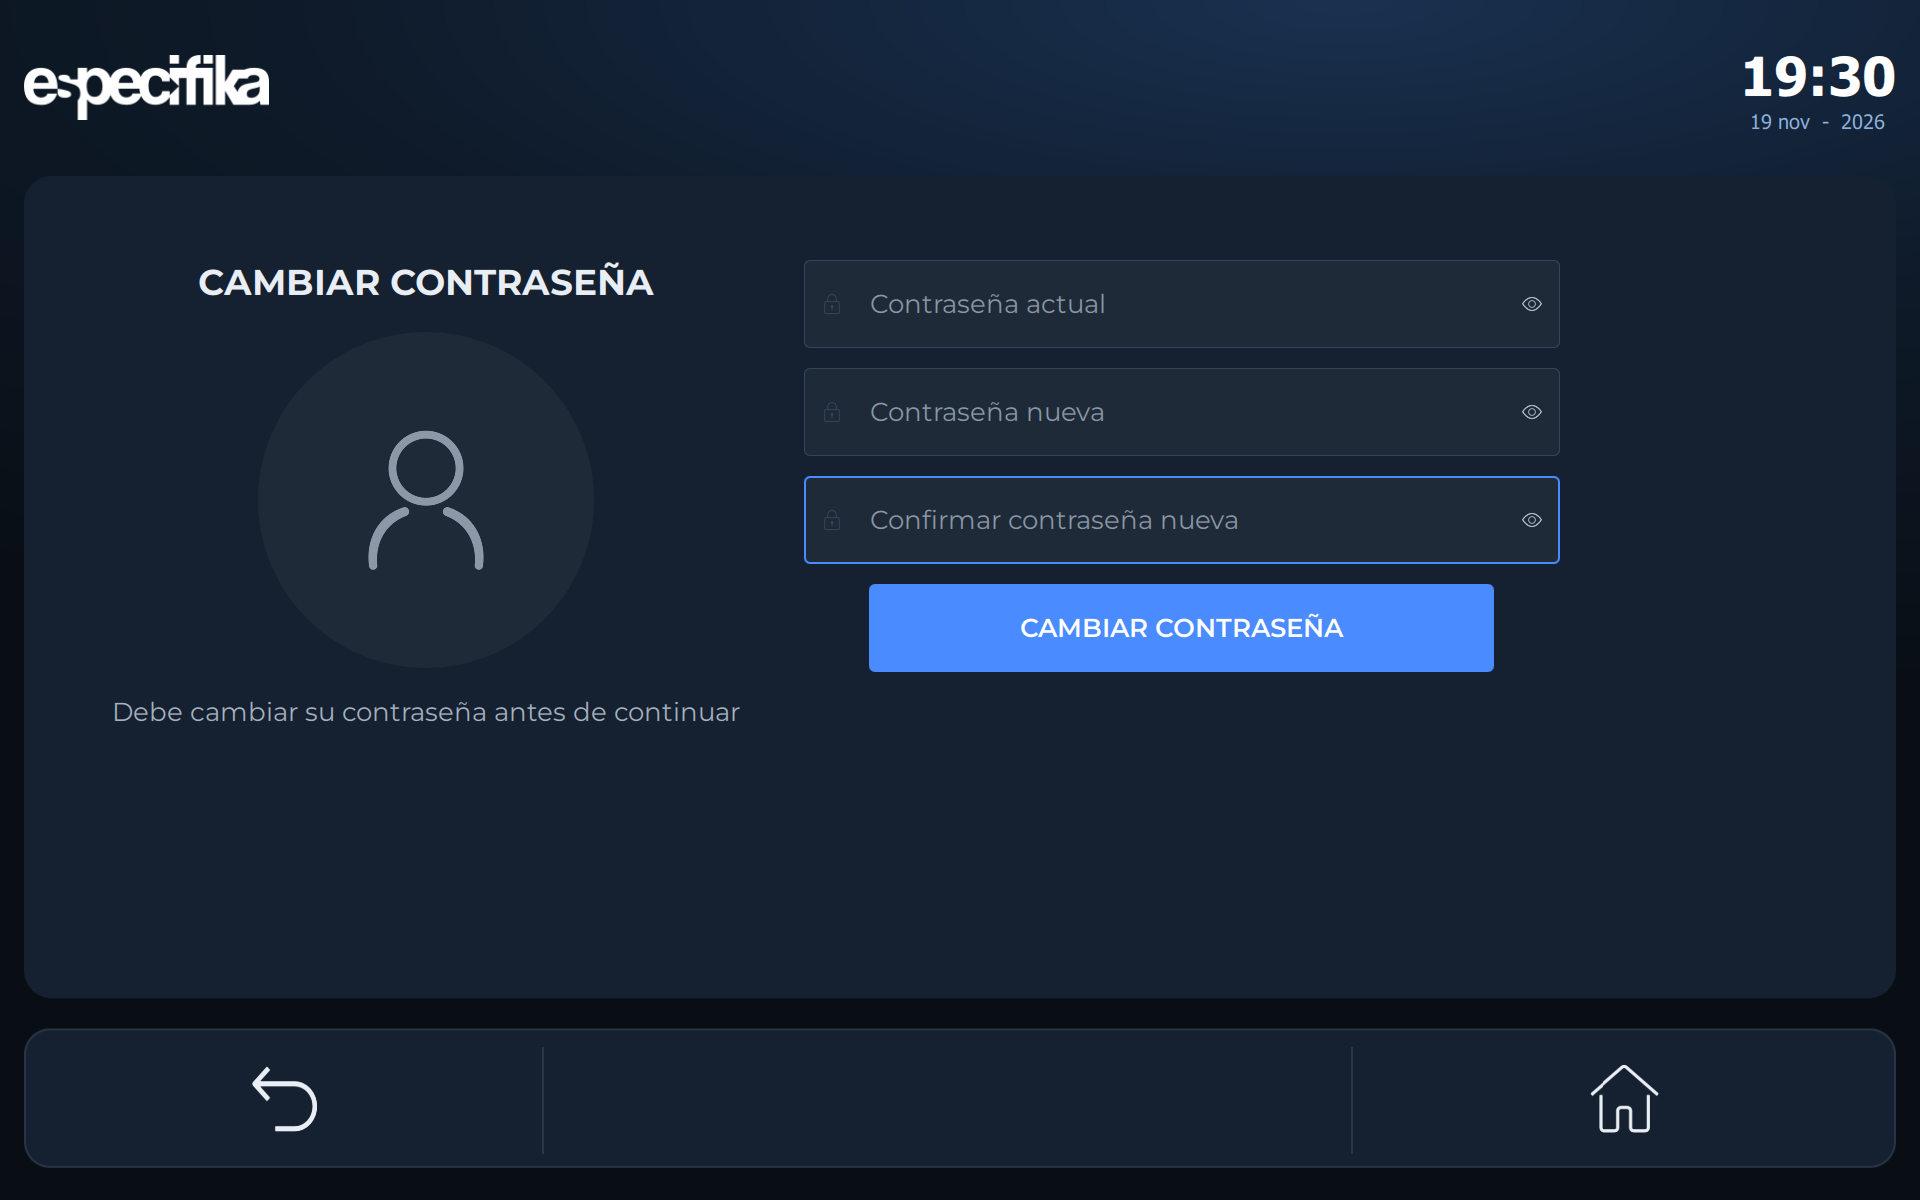 especifika
19:30
19 nov - 2026
CAMBIAR CONTRASEÑA
Debe cambiar su contraseña antes de continuar
Contraseña actual
Contraseña nueva
Confirmar contraseña nueva
CAMBIAR CONTRASEÑA